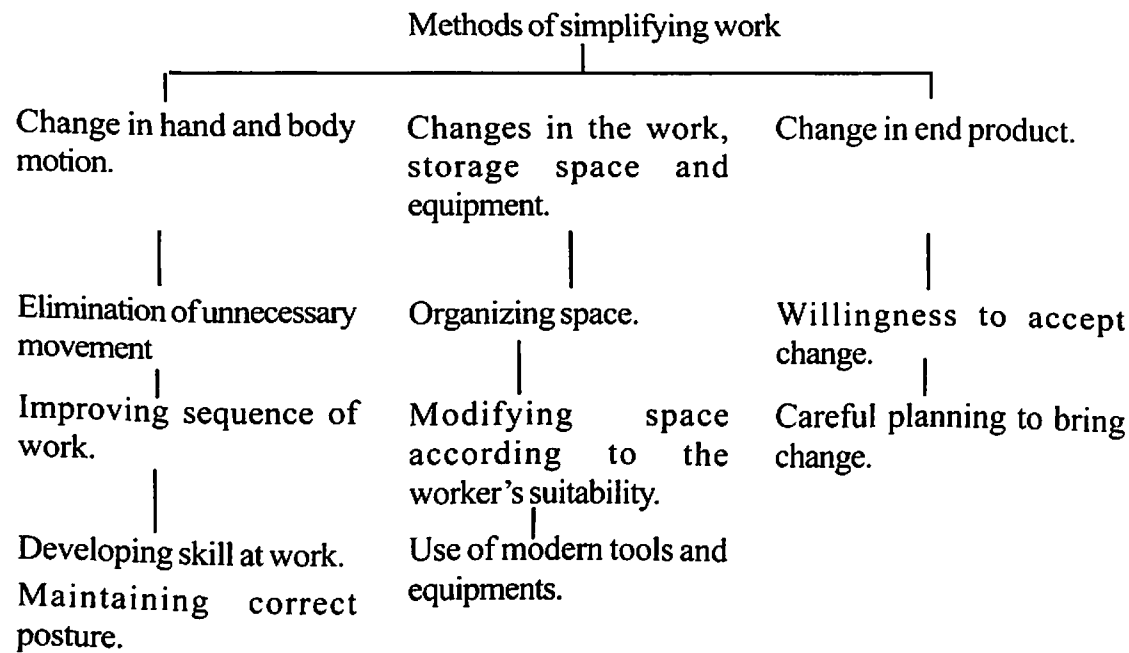 Methods of simplifying work
Change in hand and body
motion.
Elimination of unnecessary
movement
Improving sequence of
work.
Developing skill at work.
Maintaining correct
posture.
Changes in the work,
storage space and
equipment.
Organizing space.
Modifying space
according to the
worker's suitability.
Use of modern tools and
equipments.
Change in end product.
Willingness to accept
change.
Careful planning to bring
change.